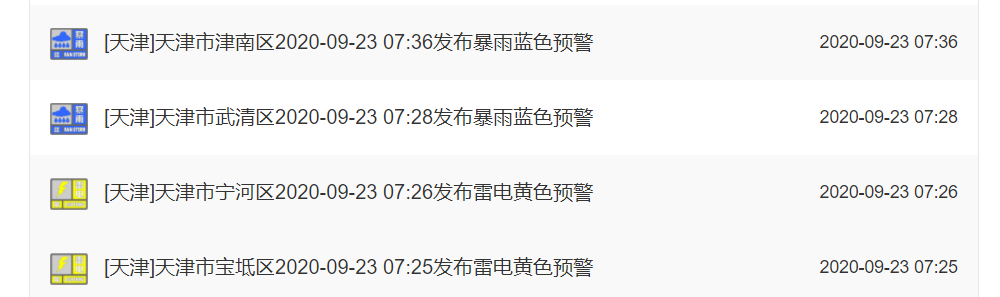 [天津]天津市津南区2020-09-23 07:36发布暴雨蓝色预警 2020-09-23 07:36
[天津]天津市武清区2020-09-23 07:28发布暴雨蓝色预警 2020-09-23 07:28
[天津]天津市宁河区2020-09-23 07:26发布雷电黄色预警 2020-09-23 07:26
[天津]天津市宝坻区2020-09-23 07:25发布雷电黄色预警 2020-09-23 07:25